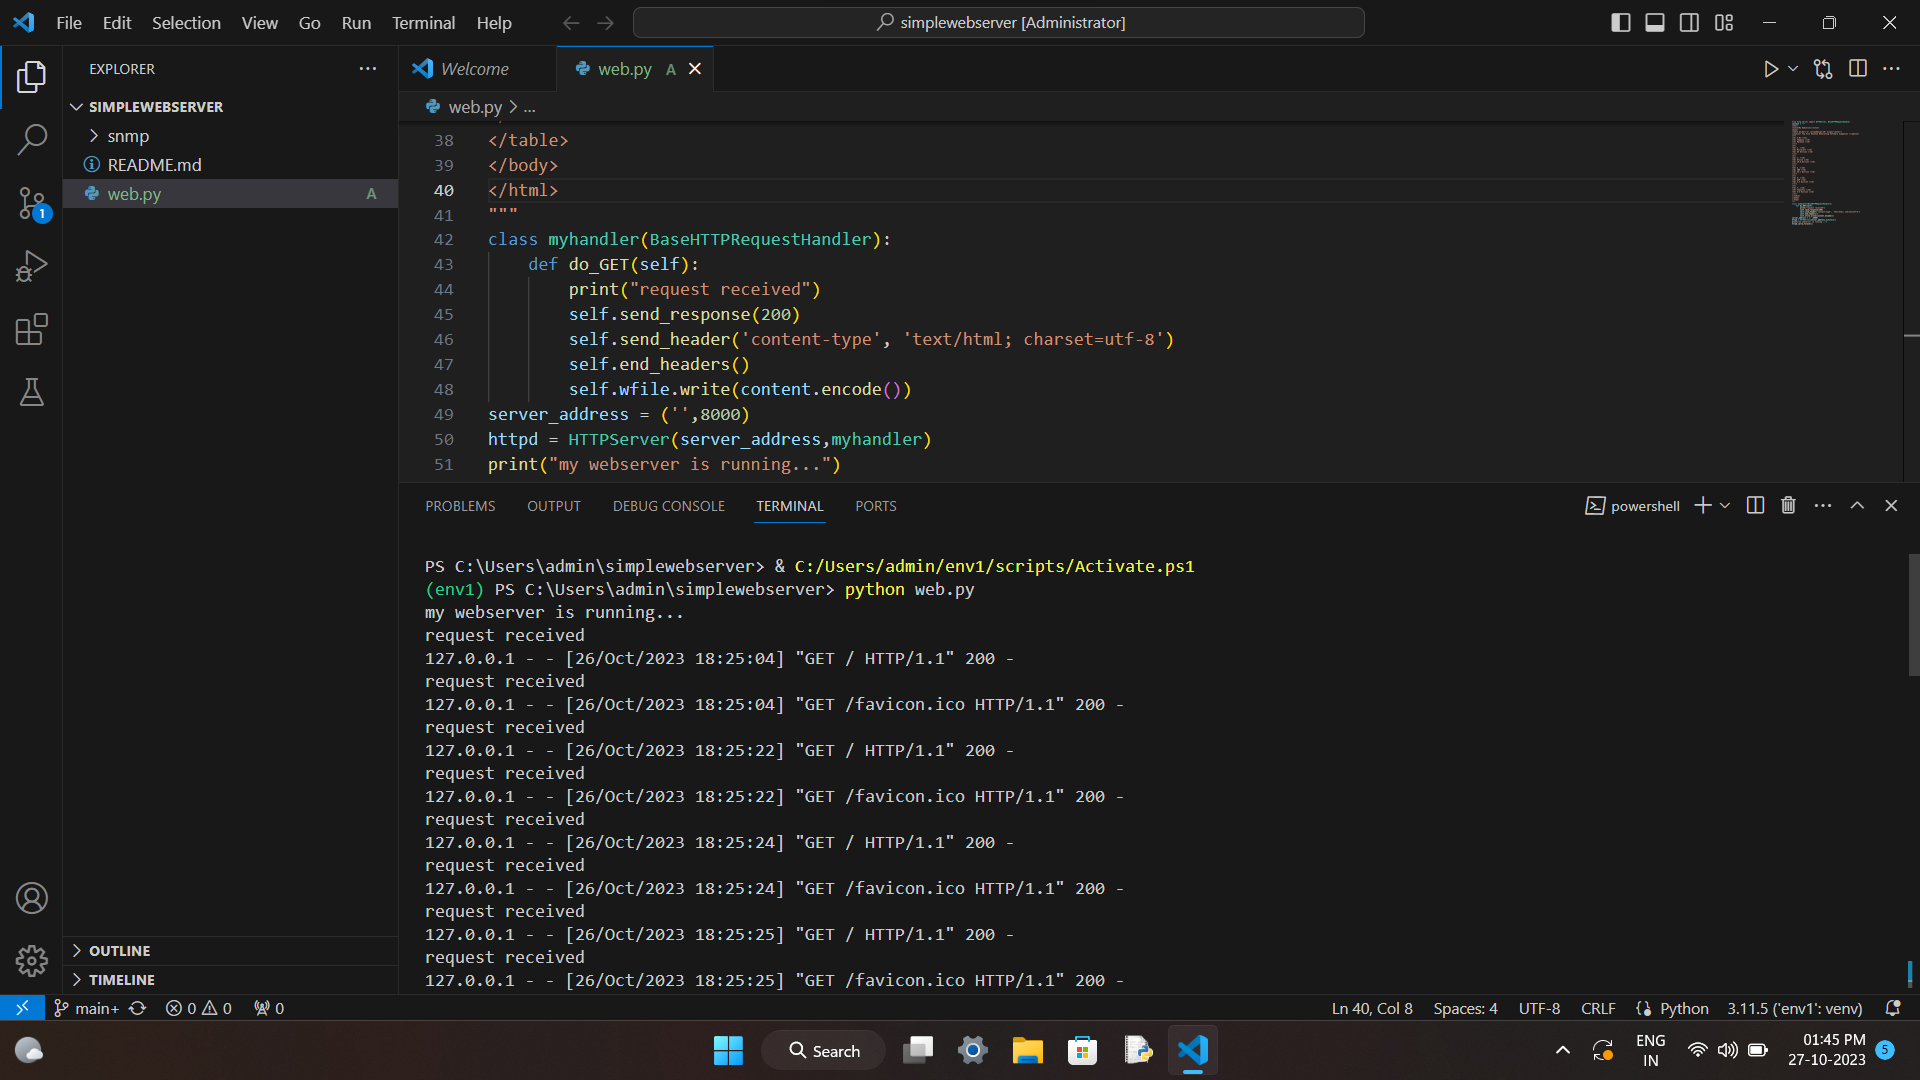 File Edit Selection View Go Run Terminal Help
simplewebserver [Administrator]
EXPLORER
SIMPLEWEBSERVER
snmp
README.md
web.py A
1
Welcome
web.py A
web.py > ...
38 </table>
39 </body>
40 </html>
41 """
42 class myhandler(BaseHTTPRequestHandler):
43 def do_GET(self):
44 print("request received")
45 self.send_response(200)
46 self.send_header('content-type', 'text/html; charset=utf-8')
47 self.end_headers()
48 self.wfile.write(content.encode())
49 server_address = ('',8000)
50 httpd = HTTPServer(server_address,myhandler)
51 print("my webserver is running...")
PROBLEMS OUTPUT DEBUG CONSOLE TERMINAL PORTS
powershell
PS C:\Users\admin\simplewebserver> & C:/Users/admin/env1/scripts/Activate.ps1
(env1) PS C:\Users\admin\simplewebserver> python web.py
my webserver is running...
request received
127.0.0.1 - - [26/Oct/2023 18:25:04] "GET / HTTP/1.1" 200 -
request received
127.0.0.1 - - [26/Oct/2023 18:25:04] "GET /favicon.ico HTTP/1.1" 200 -
request received
127.0.0.1 - - [26/Oct/2023 18:25:22] "GET / HTTP/1.1" 200 -
request received
127.0.0.1 - - [26/Oct/2023 18:25:22] "GET /favicon.ico HTTP/1.1" 200 -
request received
127.0.0.1 - - [26/Oct/2023 18:25:24] "GET / HTTP/1.1" 200 -
request received
127.0.0.1 - - [26/Oct/2023 18:25:24] "GET /favicon.ico HTTP/1.1" 200 -
request received
127.0.0.1 - - [26/Oct/2023 18:25:25] "GET / HTTP/1.1" 200 -
request received
127.0.0.1 - - [26/Oct/2023 18:25:25] "GET /favicon.ico HTTP/1.1" 200 -
OUTLINE
TIMELINE
main+ 0 0 0
Ln 40, Col 8 Spaces: 4 UTF-8 CRLF Python 3.11.5 ('env1': venv)
Search
ENG
IN
01:45 PM
27-10-2023
5